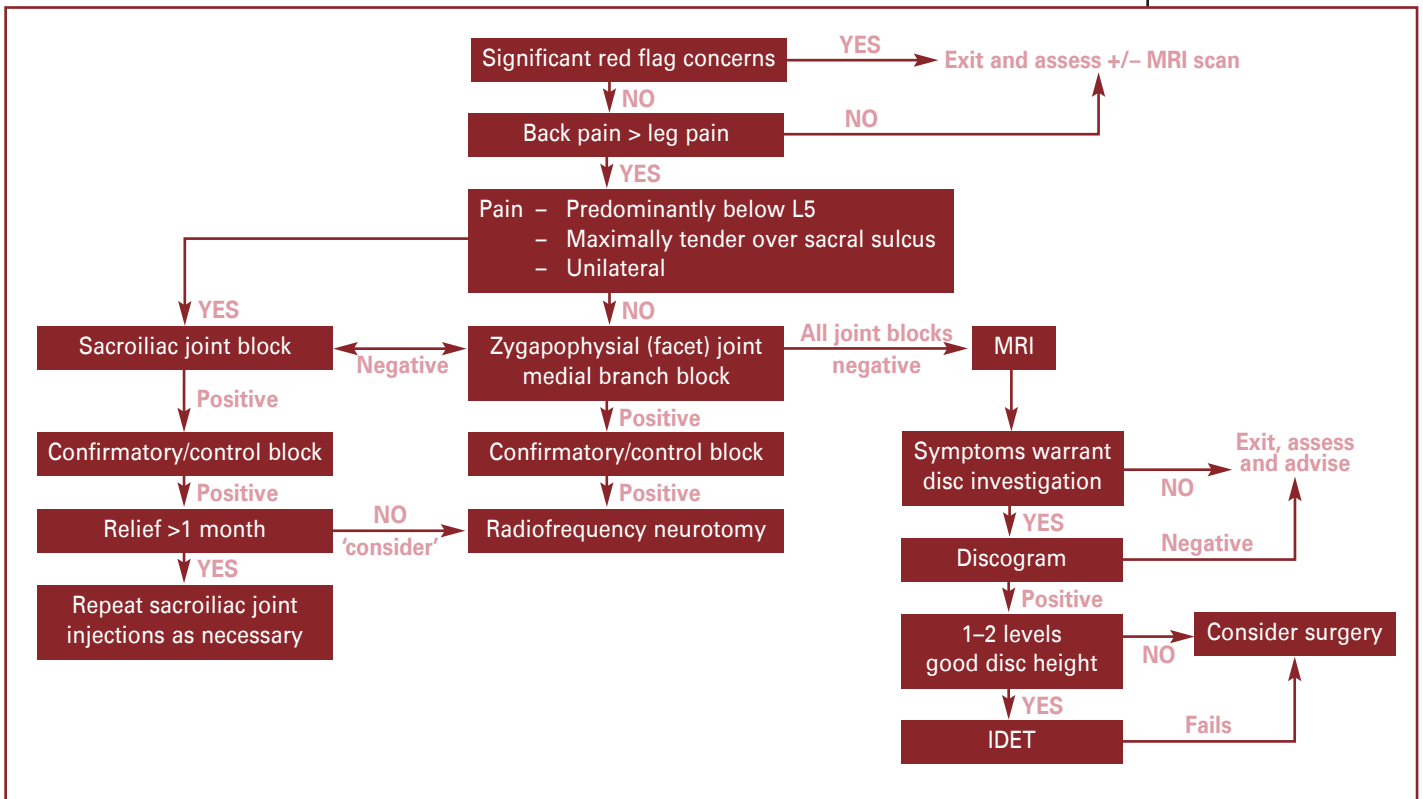 Significant red flag concerns
YES
Exit and assess +/– MRI scan
NO
Back pain > leg pain
NO
YES
Pain – Predominantly below L5
– Maximally tender over sacral sulcus
– Unilateral
YES
NO
Sacroiliac joint block
Negative
Zygapophysial (facet) joint
medial branch block
All joint blocks
negative
MRI
Positive
Positive
Confirmatory/control block
Confirmatory/control block
Symptoms warrant
disc investigation
NO
Exit, assess
and advise
Positive
Positive
Relief >1 month
NO
‘consider’
Radiofrequency neurotomy
YES
YES
Discogram
Negative
Repeat sacroiliac joint
injections as necessary
Positive
1–2 levels
good disc height
NO
Consider surgery
YES
IDET
Fails